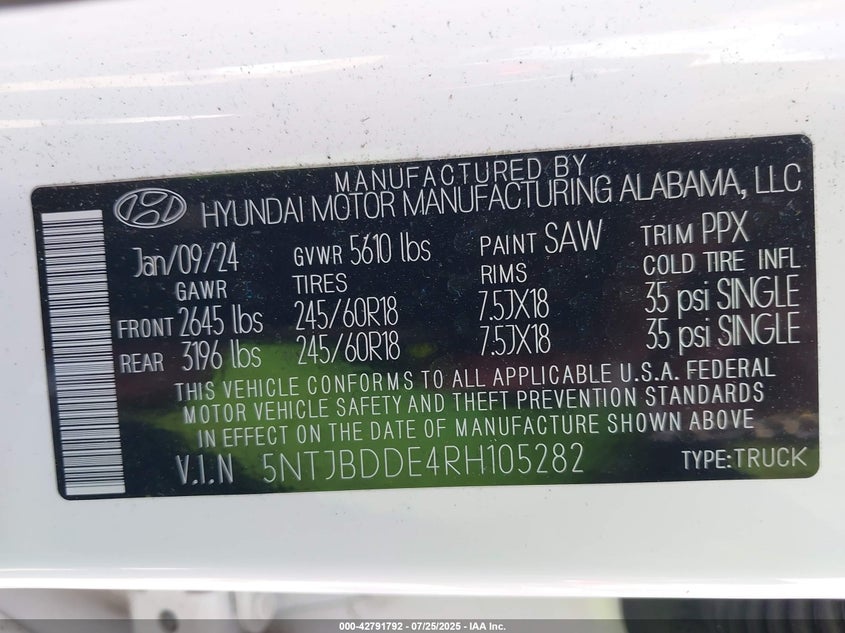 MANUFACTURED BY
HYUNDAI MOTOR MANUFACTURING ALABAMA, LLC
Jan/09/24 GVWR 5610 lbs PAINT SAW TRIM PPX
GAWR TIRES RIMS COLD TIRE INFL
FRONT 2645 lbs 245/60R18 7.5JX18 35 psi SINGLE
REAR 3196 lbs 245/60R18 7.5JX18 35 psi SINGLE
THIS VEHICLE CONFORMS TO ALL APPLICABLE U.S.A. FEDERAL
MOTOR VEHICLE SAFETY AND THEFT PREVENTION STANDARDS
IN EFFECT ON THE DATE OF MANUFACTURE SHOWN ABOVE
V.I.N 5NTJBDDE4RH105282 TYPE:TRUCK
000-42791792 - 07/25/2025 - IAA Inc.